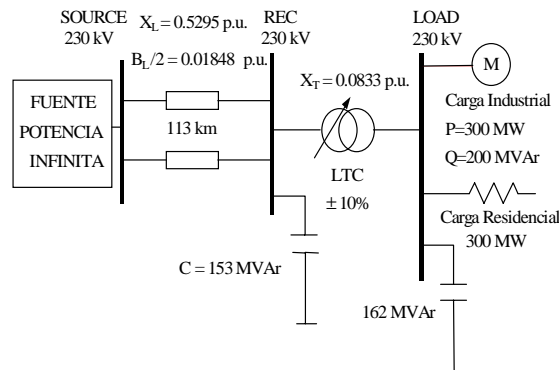 SOURCE
230 kV
X_L = 0.5295 p.u.
B_L/2 = 0.01848 p.u.
REC
230 kV
LOAD
230 kV
X_T = 0.0833 p.u.
M
FUENTE
POTENCIA
INFINITA
113 km
LTC
± 10%
Carga Industrial
P=300 MW
Q=200 MVAr
Carga Residencial
300 MW
C = 153 MVAr
162 MVAr